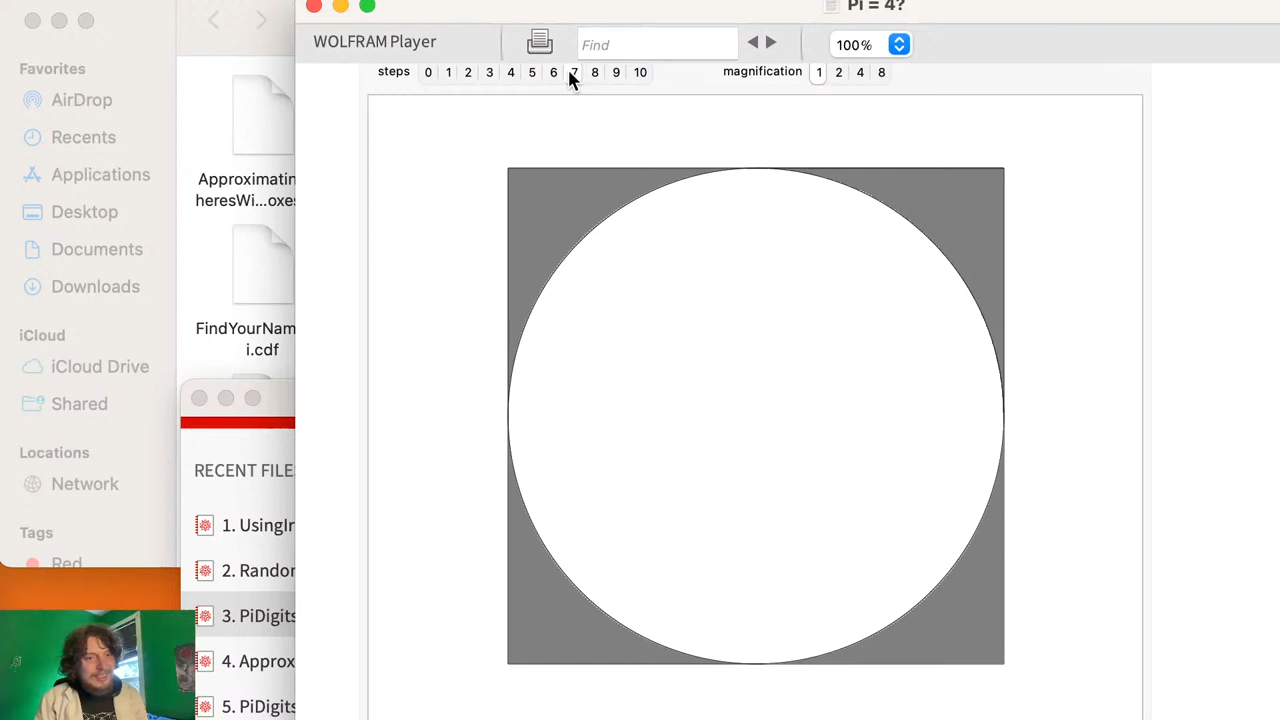 Pi = 4?
WOLFRAM Player
Find
100%
steps 0 1 2 3 4 5 6 7 8 9 10
magnification 1 2 4 8
Favorites
AirDrop
Recents
Applications
Desktop
Documents
Downloads
iCloud
iCloud Drive
Shared
Locations
Network
Tags
Red
Approximatin
heresWi...oxes
FindYourNam
i.cdf
RECENT FILE
1. UsingIr
2. Randor
3. PiDigits
4. Approx
5. PiDigits